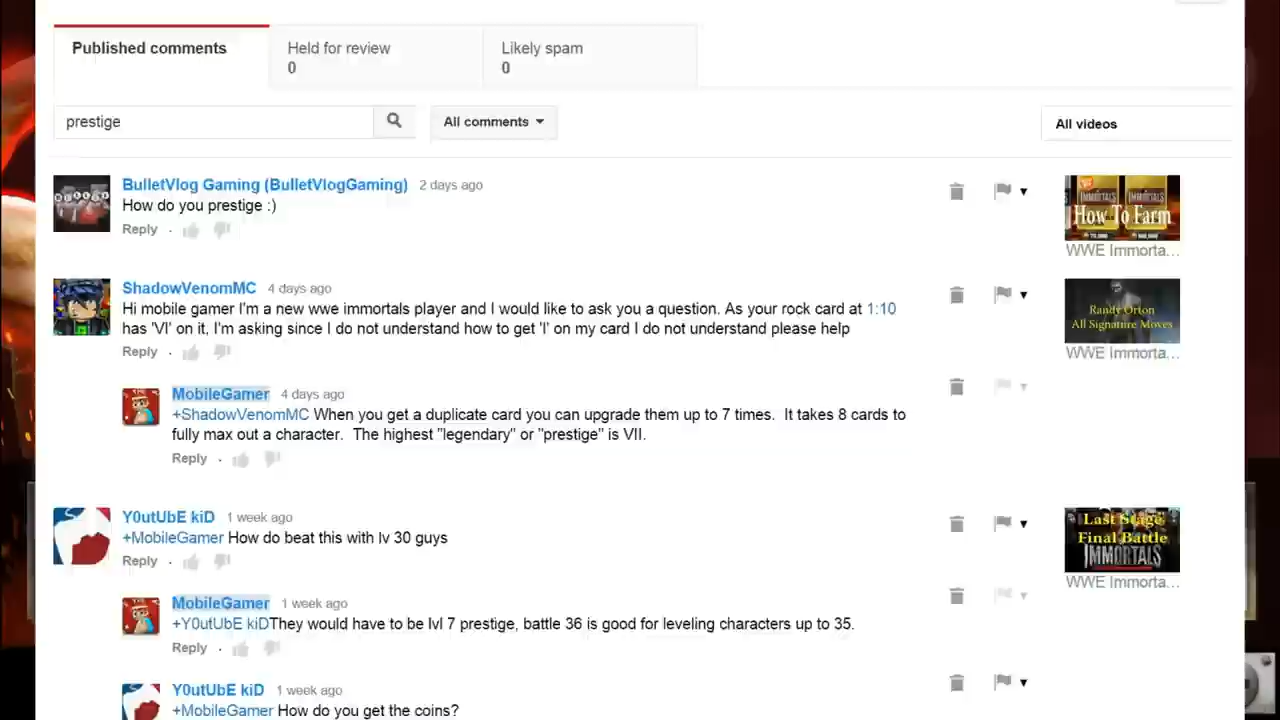 Published comments
Held for review
Likely spam
0
0
prestige
All comments
All videos
BulletVlog Gaming (BulletVlogGaming) 2 days ago
How do you prestige :)
Reply
IMMORTALS IMMORTALS
How To Farm
WWE Immorta...
ShadowVenomMC 4 days ago
Hi mobile gamer I'm a new wwe immortals player and I would like to ask you a question. As your rock card at 1:10
has 'VI' on it, I'm asking since I do not understand how to get 'I' on my card I do not understand please help
Reply
Randy Orton
All Signature Moves
WWE Immorta...
MobileGamer 4 days ago
+ShadowVenomMC When you get a duplicate card you can upgrade them up to 7 times. It takes 8 cards to
fully max out a character. The highest "legendary" or "prestige" is VII.
Reply
Y0utUbE kiD 1 week ago
+MobileGamer How do beat this with lv 30 guys
Reply
Last Stage
Final Battle
IMMORTALS
WWE Immorta...
MobileGamer 1 week ago
+Y0utUbE kiDThey would have to be lvl 7 prestige, battle 36 is good for leveling characters up to 35.
Reply
Y0utUbE kiD 1 week ago
+MobileGamer How do you get the coins?